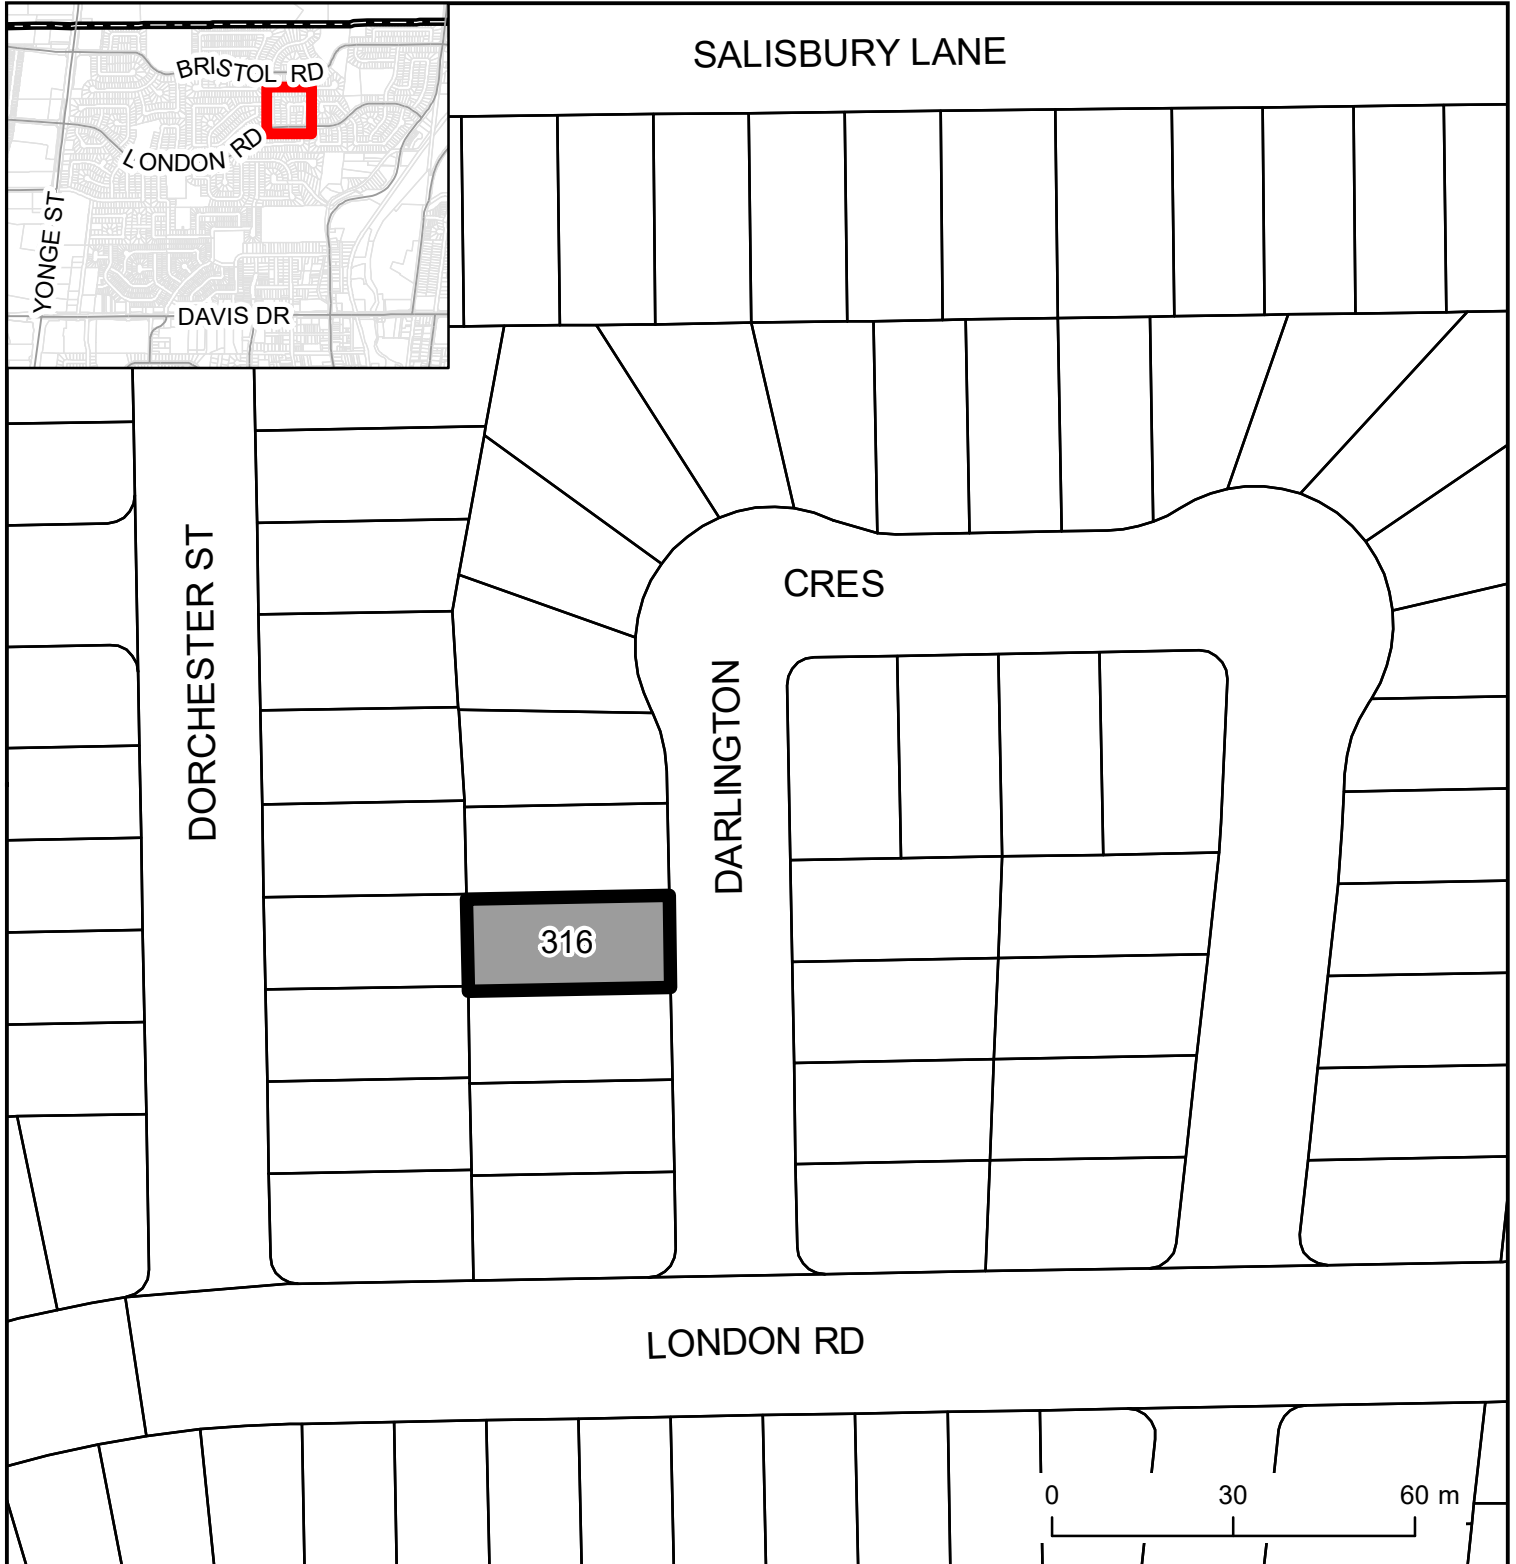 SALISBURY LANE
BRISTOL RD
LONDON RD
YONGE ST
DAVIS DR
DORCHESTER ST
CRES
DARLINGTON
316
LONDON RD
0 30 60 m